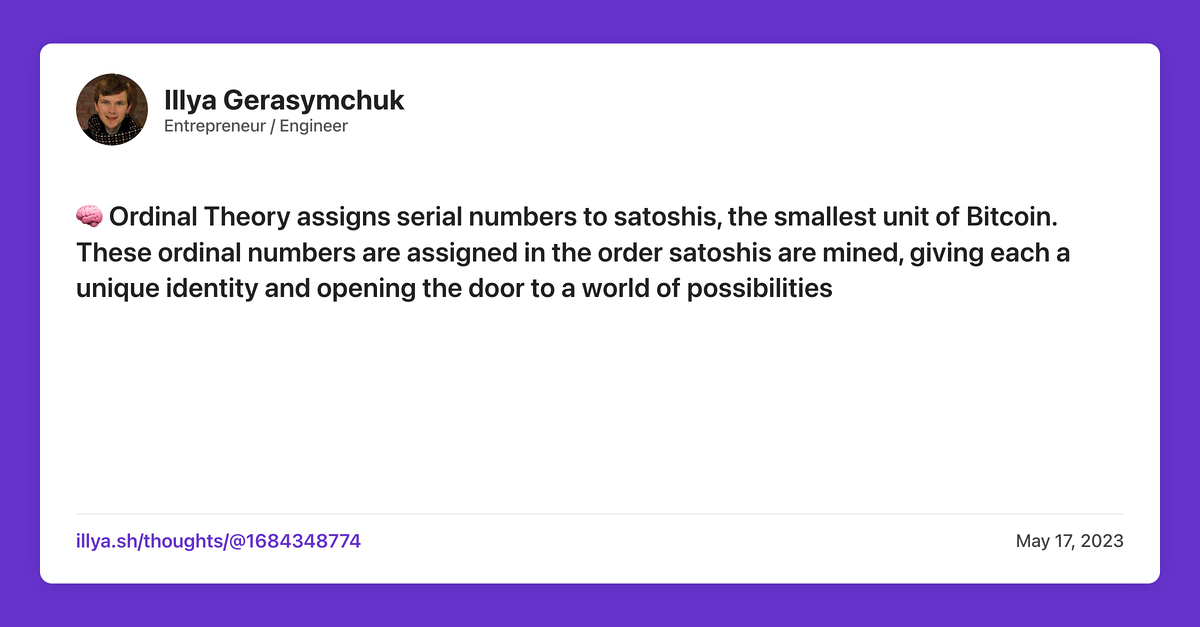 Illya Gerasymchuk
Entrepreneur / Engineer
🧠 Ordinal Theory assigns serial numbers to satoshis, the smallest unit of Bitcoin.
These ordinal numbers are assigned in the order satoshis are mined, giving each a
unique identity and opening the door to a world of possibilities
illya.sh/thoughts/@1684348774
May 17, 2023